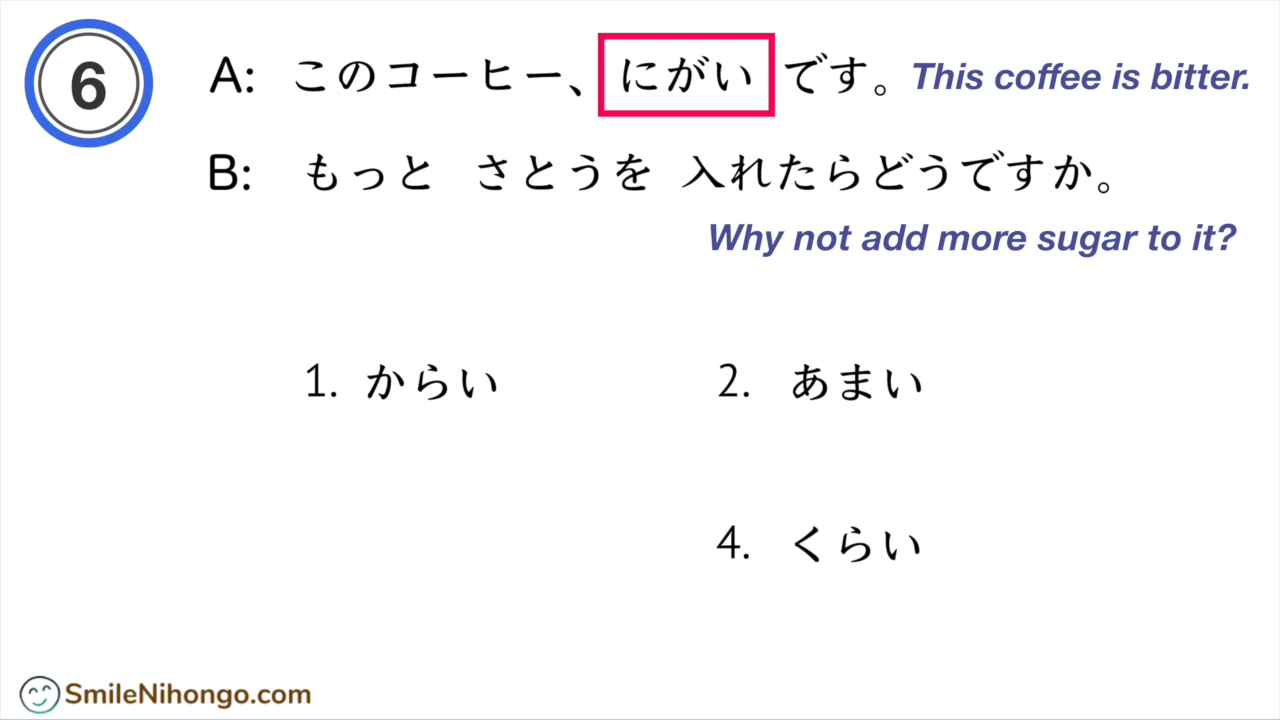 6
A: このコーヒー、にがいです。 This coffee is bitter.
B: もっと さとうを 入れたらどうですか。
Why not add more sugar to it?
1. からい 2. あまい
4. くらい
SmileNihongo.com